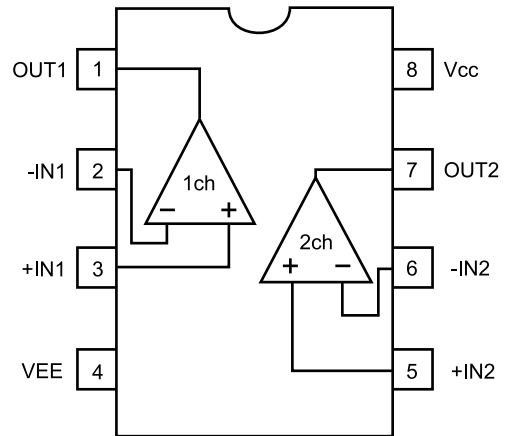 OUT1 1
8 Vcc
-IN1 2
1ch
- +
7 OUT2
+IN1 3
2ch
+ -
6 -IN2
VEE 4
5 +IN2